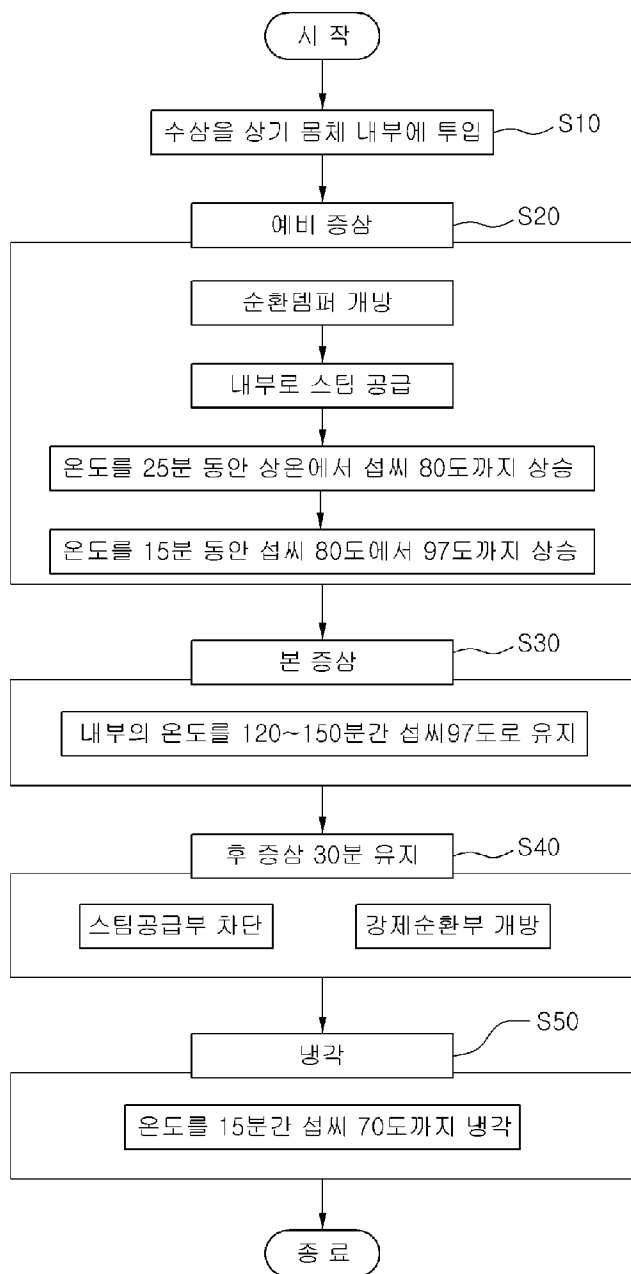 시 작
수삼을 상기 몸체 내부에 투입
S10
예비 증삼
S20
순환뎀퍼 개방
내부로 스팀 공급
온도를 25분 동안 상온에서 섭씨 80도까지 상승
온도를 15분 동안 섭씨 80도에서 97도까지 상승
본 증삼
S30
내부의 온도를 120~150분간 섭씨97도로 유지
후 증삼 30분 유지
S40
스팀공급부 차단
강제순환부 개방
냉각
S50
온도를 15분간 섭씨 70도까지 냉각
종 료